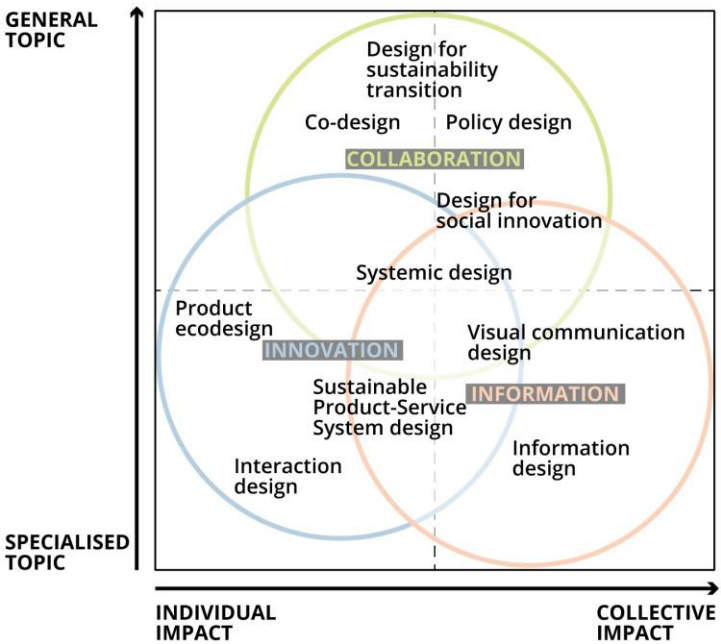 GENERAL
TOPIC
Design for
sustainability
transition
Co-design
Policy design
COLLABORATION
Design for
social innovation
Systemic design
Product
ecodesign
INNOVATION
Visual communication
design
Sustainable
Product-Service
System design
INFORMATION
Information
design
Interaction
design
SPECIALISED
TOPIC
INDIVIDUAL
IMPACT
COLLECTIVE
IMPACT